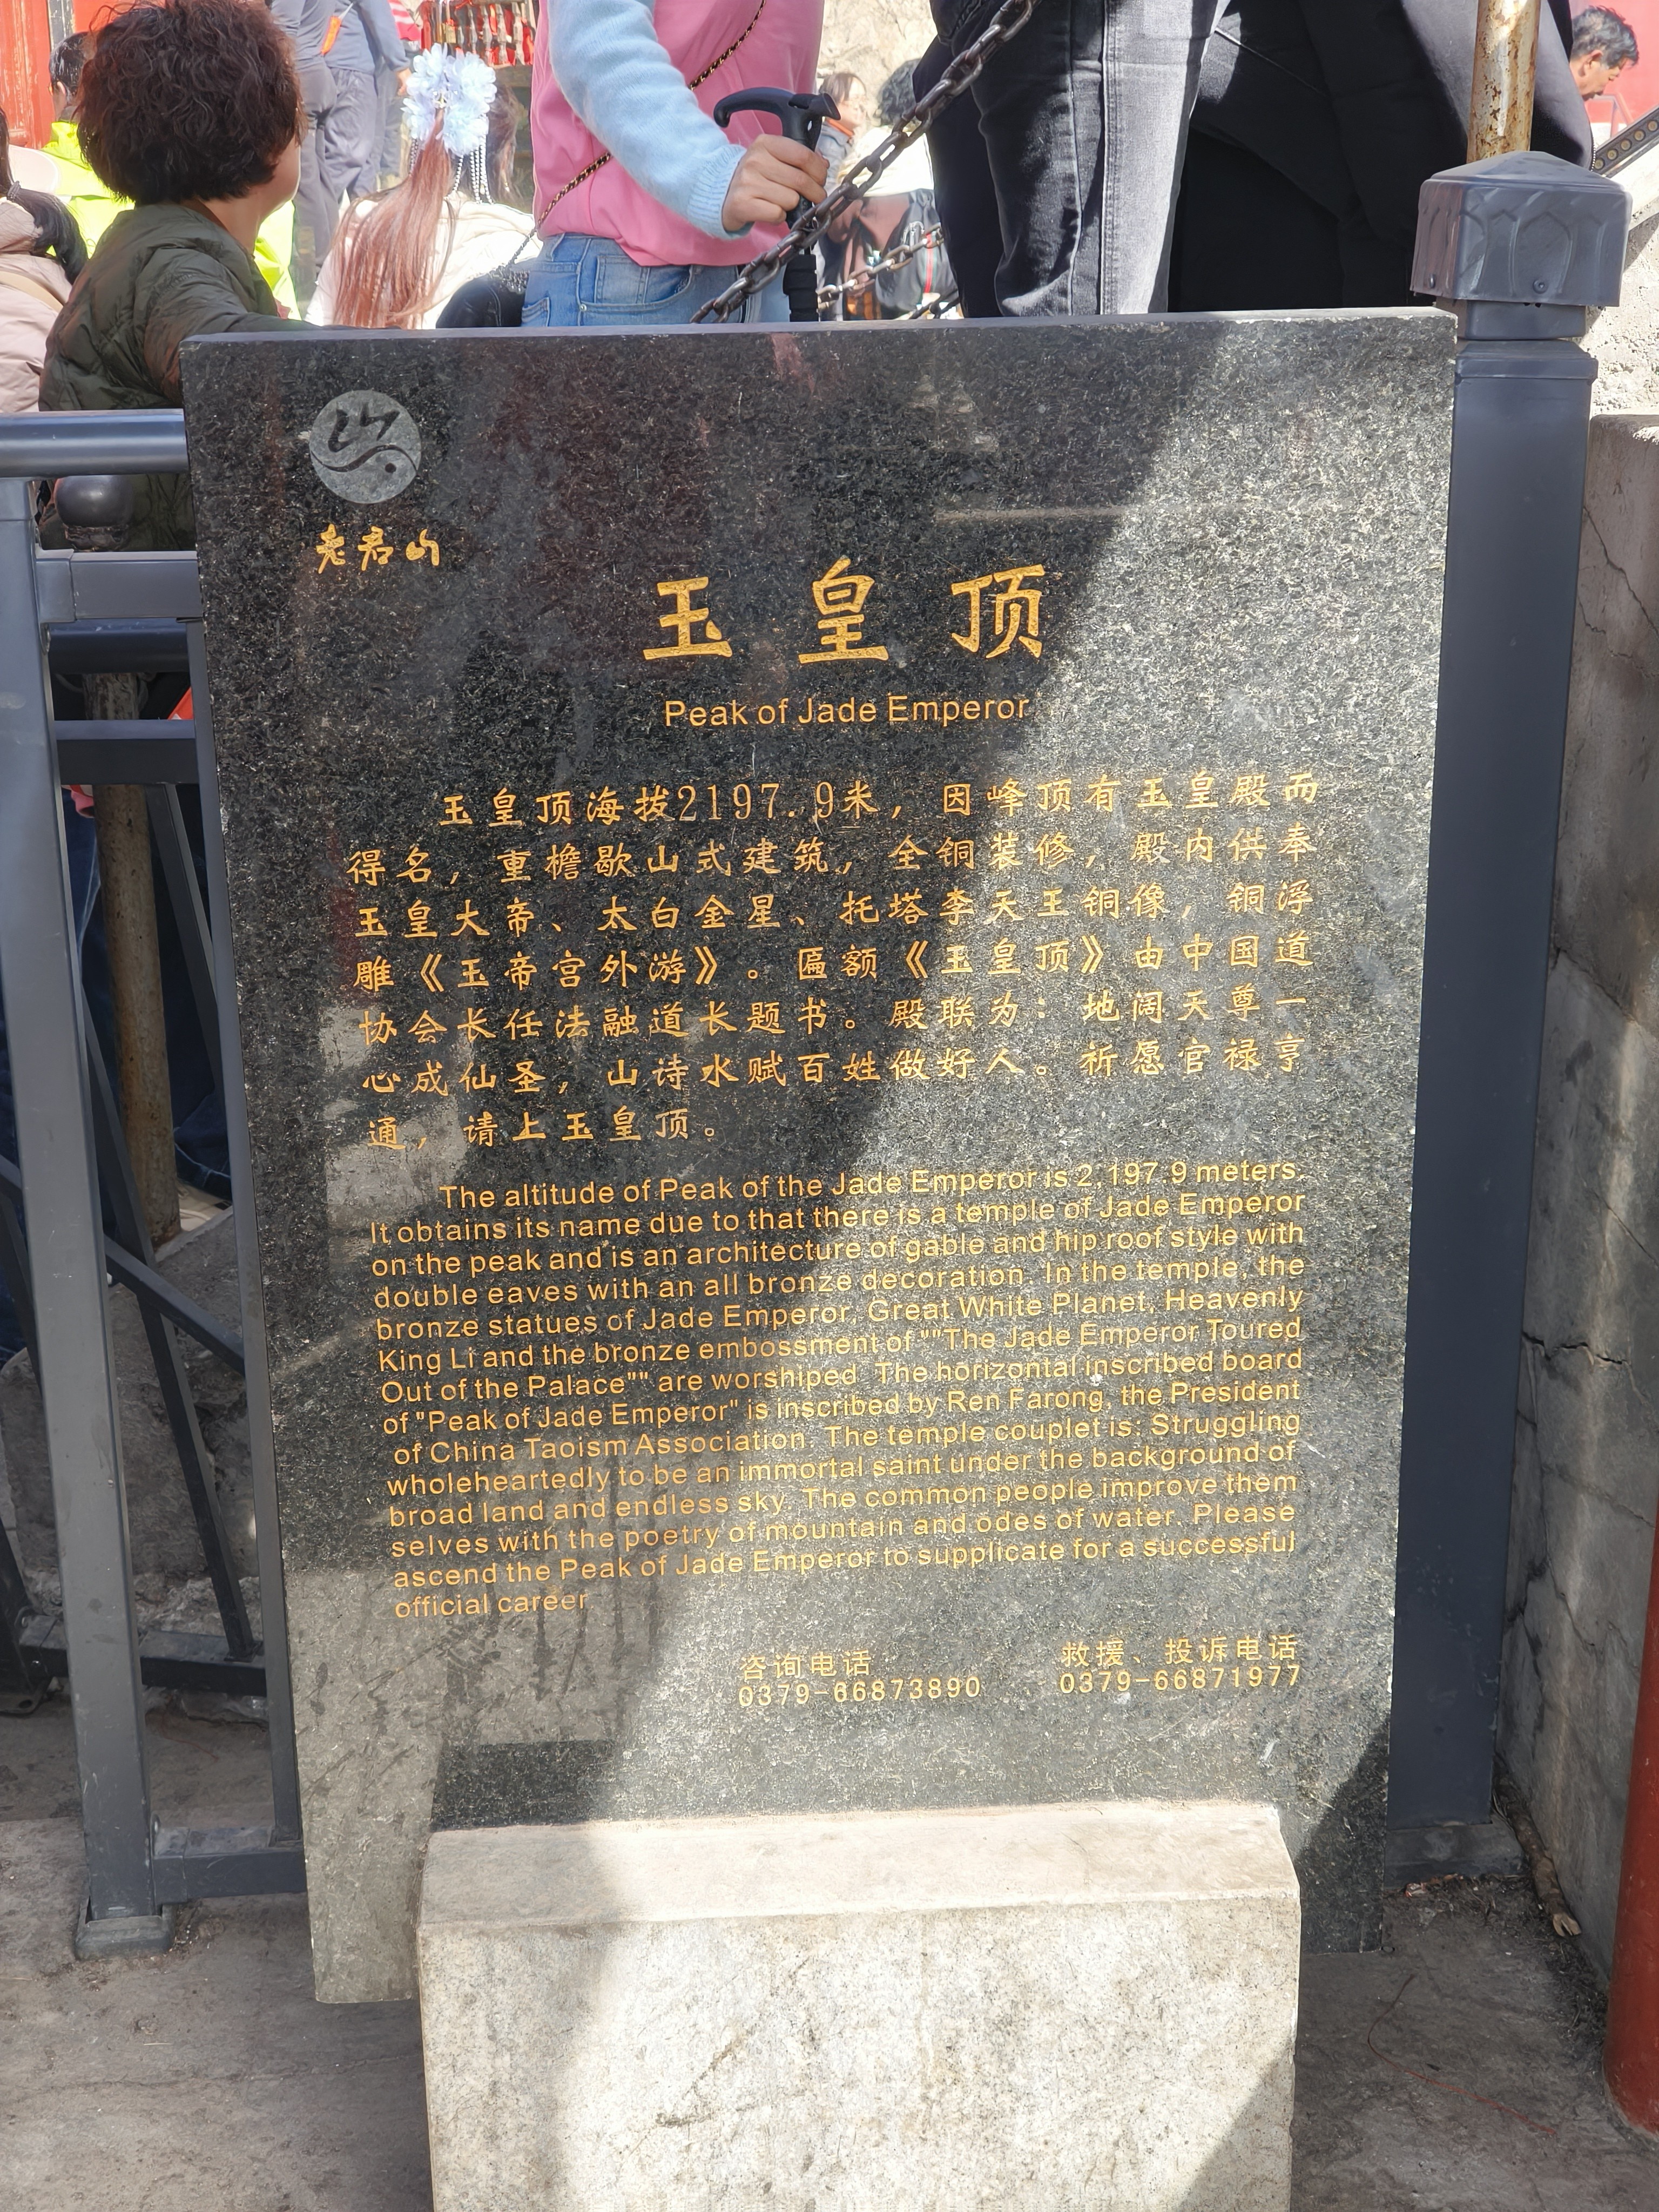 老君山
玉皇顶
Peak of Jade Emperor
玉皇顶海拔2197.9米，因峰顶有玉皇殿而
得名，重檐歇山式建筑，全铜装修，殿内供奉
玉皇大帝、太白金星、托塔李天王铜像，铜浮
雕《玉帝宫外游》。匾额《玉皇顶》由中国道
协会长任法融道长题书。殿联为：地阔天尊一
心成仙圣，山诗水赋百姓做好人。祈愿官禄亨
通，请上玉皇顶。
The altitude of Peak of the Jade Emperor is 2,197.9 meters.
It obtains its name due to that there is a temple of Jade Emperor
on the peak and is an architecture of gable and hip roof style with
double eaves with an all bronze decoration. In the temple, the
bronze statues of Jade Emperor, Great White Planet, Heavenly
King Li and the bronze embossment of ""The Jade Emperor Toured
Out of the Palace"" are worshiped. The horizontal inscribed board
of "Peak of Jade Emperor" is inscribed by Ren Farong, the President
of China Taoism Association. The temple couplet is: Struggling
wholeheartedly to be an immortal saint under the background of
broad land and endless sky. The common people improve them
selves with the poetry of mountain and odes of water. Please
ascend the Peak of Jade Emperor to supplicate for a successful
official career
咨询电话 救援、投诉电话
0379-66873890 0379-66871977